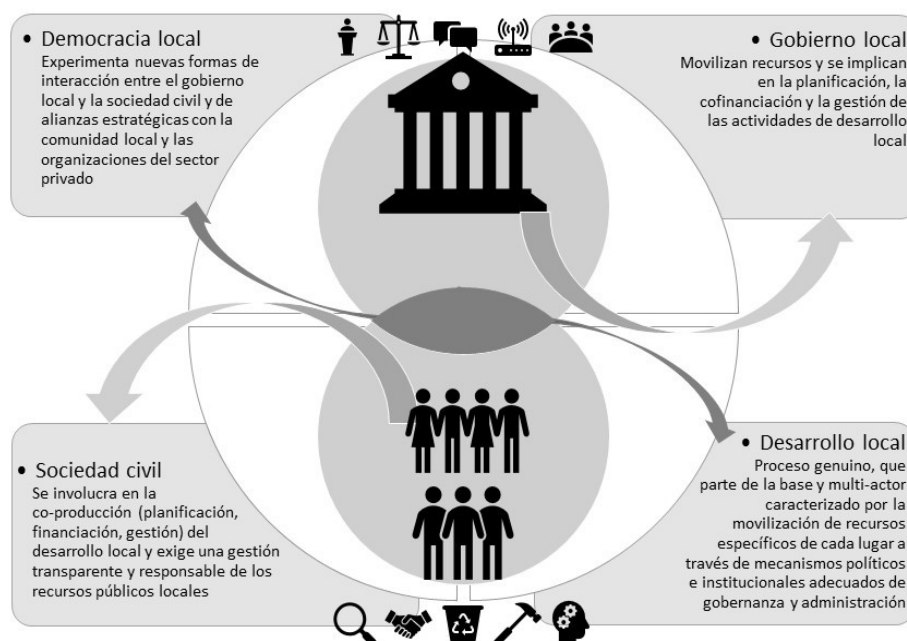 • Democracia local
Experimenta nuevas formas de
interacción entre el gobierno
local y la sociedad civil y de
alianzas estratégicas con la
comunidad local y las
organizaciones del sector
privado
• Gobierno local
Movilizan recursos y se implican
en la planificación, la
cofinanciación y la gestión de
las actividades de desarrollo
local
• Sociedad civil
Se involucra en la
co-producción (planificación,
financiación, gestión) del
desarrollo local y exige una gestión
transparente y responsable de los
recursos públicos locales
• Desarrollo local
Proceso genuino, que
parte de la base y multi-actor
caracterizado por la
movilización de recursos
específicos de cada lugar a
través de mecanismos políticos
e institucionales adecuados de
gobernanza y administración